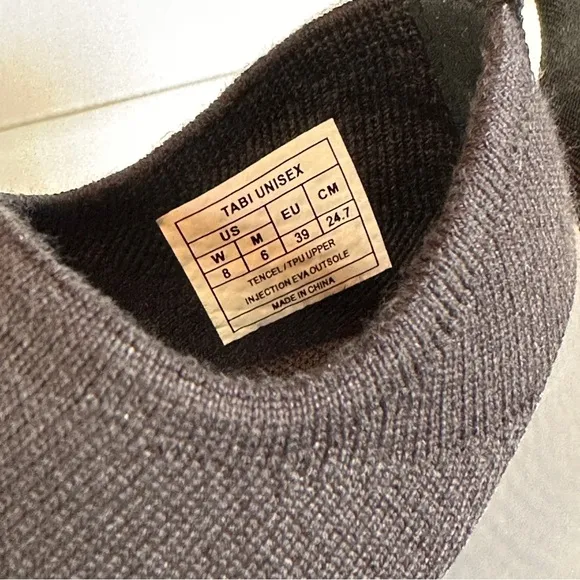 TABI UNISEX
US EU CM
W M 39 24.7
8 6
TENCEL / TPU UPPER
INJECTION EVA OUTSOLE
MADE IN CHINA